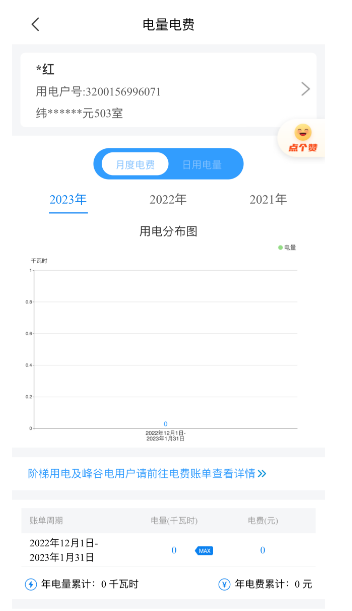 电量电费
*红
用电户号:3200156996071
纬******元503室
点个赞
月度电费 日用电量
2023年 2022年 2021年
用电分布图
电量
千瓦时
1
0.8
0.6
0.4
0.2
0
0
2022年12月1日-
2023年1月31日
阶梯用电及峰谷电用户请前往电费账单查看详情
账单周期 电量(千瓦时) 电费(元)
2022年12月1日-
2023年1月31日
0 MAX 0
年电量累计: 0 千瓦时 年电费累计: 0 元